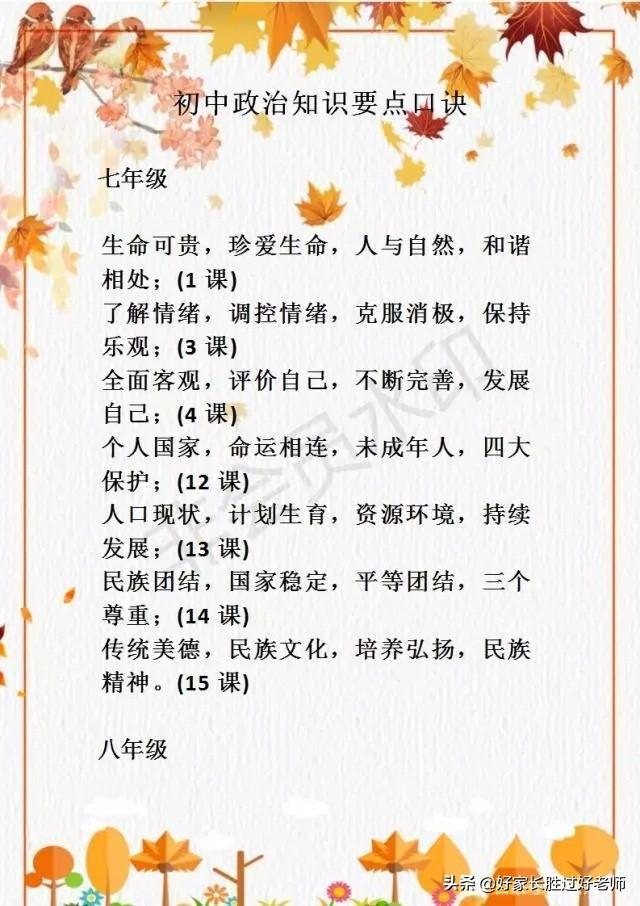 初中政治知识要点口诀
七年级
生命可贵，珍爱生命，人与自然，和谐
相处；(1 课)
了解情绪，调控情绪，克服消极，保持
乐观；(3 课)
全面客观，评价自己，不断完善，发展
自己；(4 课)
个人国家，命运相连，未成年人，四大
保护；(12 课)
人口现状，计划生育，资源环境，持续
发展；(13 课)
民族团结，国家稳定，平等团结，三个
尊重；(14 课)
传统美德，民族文化，培养弘扬，民族
精神。(15 课)
八年级
非会员水印
头条 @好家长胜过好老师